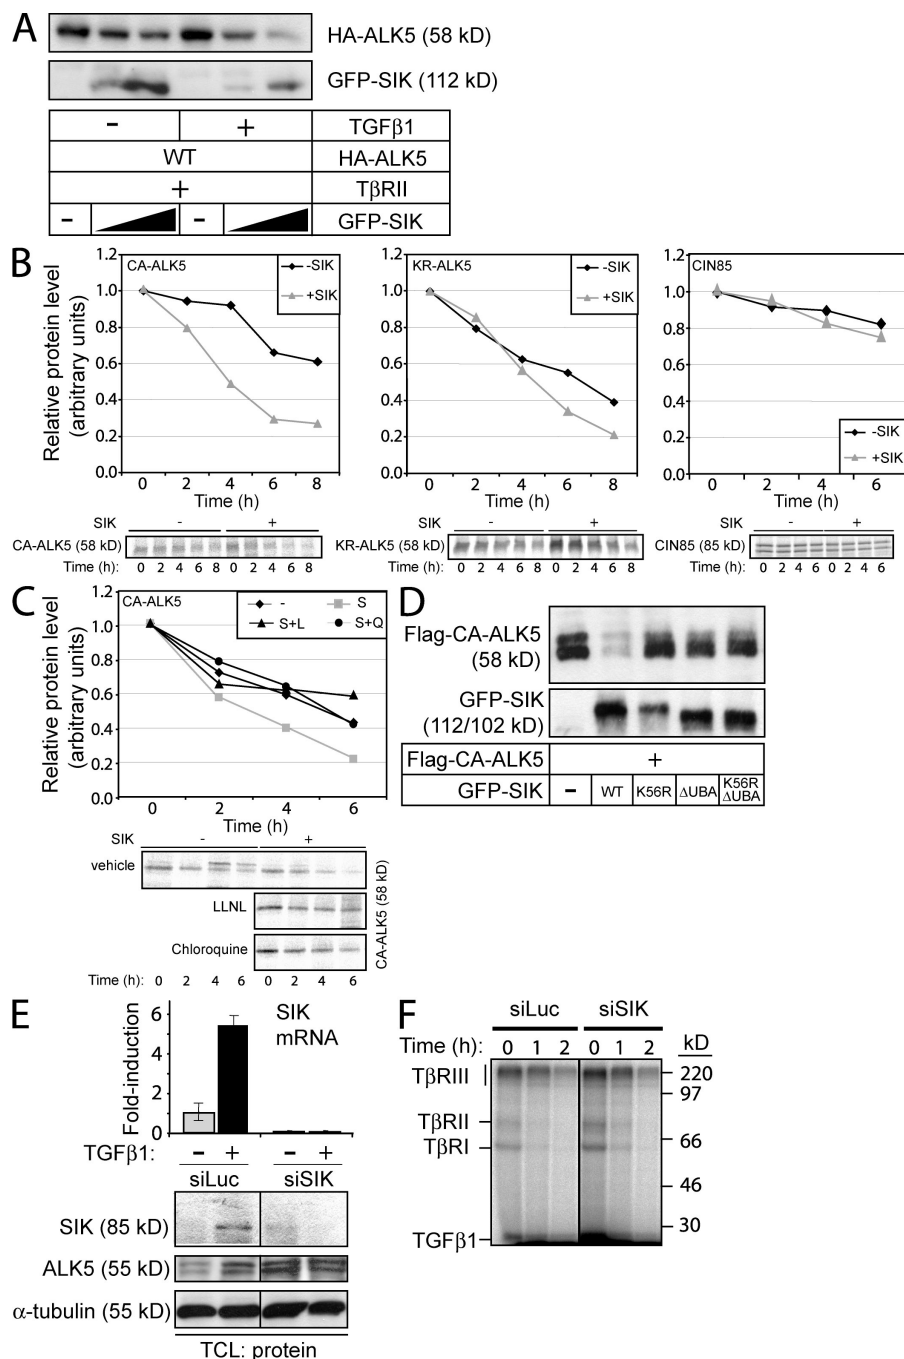 A
HA-ALK5 (58 kD)
GFP-SIK (112 kD)
- + TGFβ1
WT HA-ALK5
+ TβRII
- - GFP-SIK
B
Relative protein level
(arbitrary units)
1.2
1.0
0.8
0.6
0.4
0.2
0.0
CA-ALK5
-SIK
+SIK
0 2 4 6 8
Time (h)
SIK - +
CA-ALK5 (58 kD)
Time (h): 0 2 4 6 8 0 2 4 6 8
1.2
1.0
0.8
0.6
0.4
0.2
0.0
KR-ALK5
-SIK
+SIK
0 2 4 6 8
Time (h)
SIK - +
KR-ALK5 (58 kD)
Time (h): 0 2 4 6 8 0 2 4 6 8
1.2
1.0
0.8
0.6
0.4
0.2
0.0
CIN85
-SIK
+SIK
0 2 4 6
Time (h)
SIK - +
CIN85 (85 kD)
Time (h): 0 2 4 6 0 2 4 6
C
Relative protein level
(arbitrary units)
1.2
1.0
0.8
0.6
0.4
0.2
0.0
CA-ALK5
- S
S+L S+Q
0 2 4 6
Time (h)
SIK - +
vehicle
LLNL
Chloroquine
CA-ALK5 (58 kD)
Time (h): 0 2 4 6 0 2 4 6
D
Flag-CA-ALK5
(58 kD)
GFP-SIK
(112/102 kD)
Flag-CA-ALK5 +
GFP-SIK - WT K56R ΔUBA K56R
ΔUBA
E
Fold-induction
6
4
2
0
SIK
mRNA
TGFβ1: - + - +
siLuc siSIK
SIK (85 kD)
ALK5 (55 kD)
α-tubulin (55 kD)
TCL: protein
F
siLuc siSIK
Time (h): 0 1 2 0 1 2 kD
TβRIII
TβRII
TβRI
TGFβ1
220
97
66
46
30